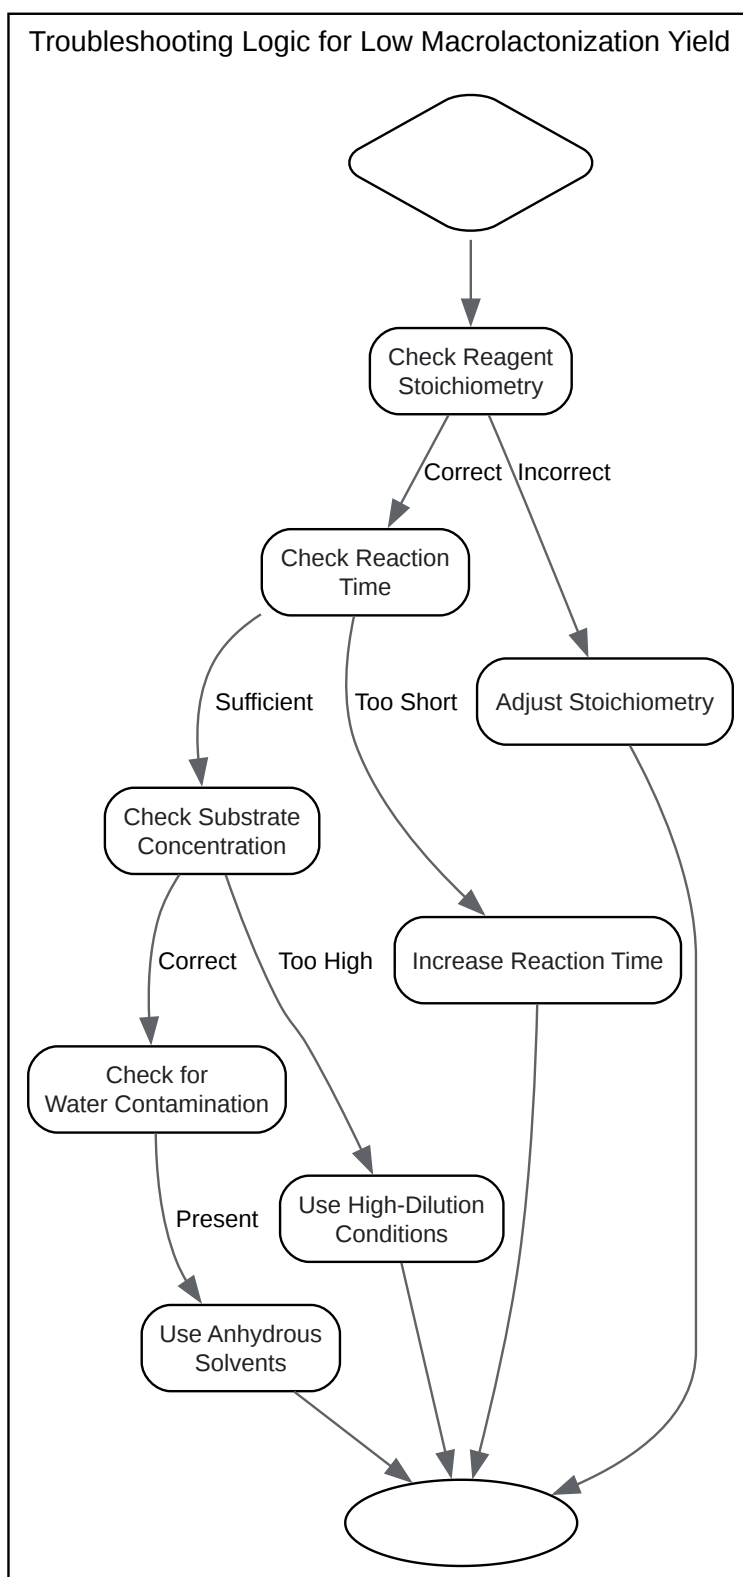 Troubleshooting Logic for Low Macrolactonization Yield
Check Reagent
Stoichiometry
Correct
Incorrect
Check Reaction
Time
Sufficient
Too Short
Adjust Stoichiometry
Check Substrate
Concentration
Correct
Too High
Increase Reaction Time
Check for
Water Contamination
Present
Use High-Dilution
Conditions
Use Anhydrous
Solvents